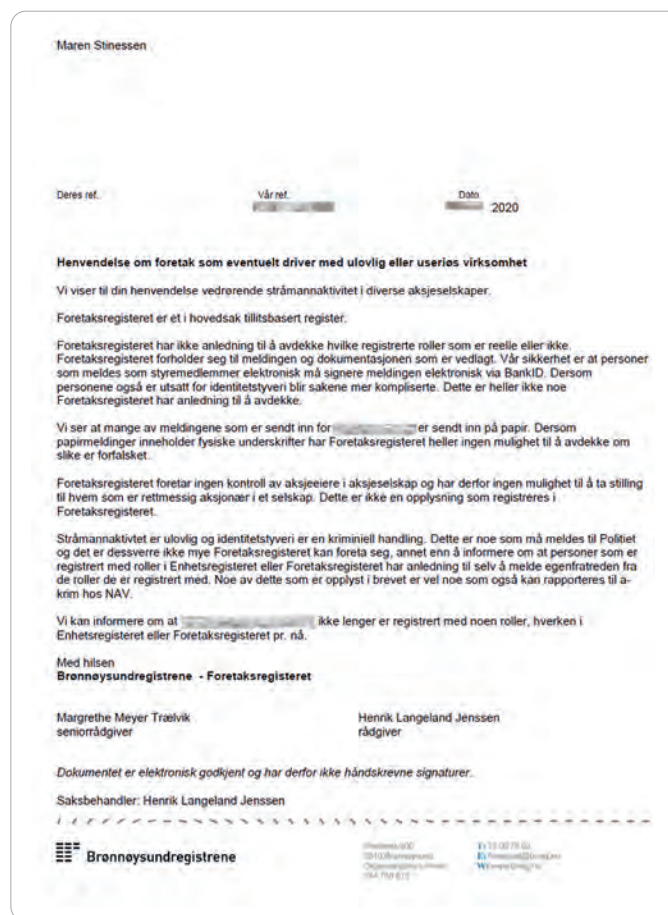 Maren Stinessen
Deres ref. Vår ref. Dato
2020
Henvendelse om foretak som eventuelt driver med ulovlig eller useriøs virksomhet
Vi viser til din henvendelse vedrørende stråmannaktivitet i diverse aksjeselskaper.
Foretaksregisteret er et i hovedsak tillitsbasert register.
Foretaksregisteret har ikke anledning til å avdekke hvilke registrerte roller som er reelle eller ikke.
Foretaksregisteret forholder seg til meldingen og dokumentasjonen som er vedlagt. Vår sikkerhet er at personer
som meldes som styremedlemmer elektronisk må signere meldingen elektronisk via BankID. Dersom
personene også er utsatt for identitetstyveri blir sakene mer kompliserte. Dette er heller ikke noe
Foretaksregisteret har anledning til å avdekke.
Vi ser at mange av meldingene som er sendt inn for er sendt inn på papir. Dersom
papirmeldinger inneholder fysiske underskrifter har Foretaksregisteret heller ingen mulighet til å avdekke om
slike er forfalsket.
Foretaksregisteret foretar ingen kontroll av aksjeeiere i aksjeselskap og har derfor ingen mulighet til å ta stilling
til hvem som er rettmessig aksjonær i et selskap. Dette er ikke en opplysning som registreres i
Foretaksregisteret.
Stråmannaktivtet er ulovlig og identitetstyveri er en kriminell handling. Dette er noe som må meldes til Politiet
og det er dessverre ikke mye Foretaksregisteret kan foreta seg, annet enn å informere om at personer som er
registrert med roller i Enhetsregisteret eller Foretaksregisteret har anledning til selv å melde egenfratreden fra
de roller de er registrert med. Noe av dette som er opplyst i brevet er vel noe som også kan rapporteres til a-
krim hos NAV.
Vi kan informere om at ikke lenger er registrert med noen roller, hverken i
Enhetsregisteret eller Foretaksregisteret pr. nå.
Med hilsen
Brønnøysundregistrene - Foretaksregisteret
Margrethe Meyer Trælvik Henrik Langeland Jenssen
seniorrådgiver rådgiver
Dokumentet er elektronisk godkjent og har derfor ikke håndskrevne signaturer.
Saksbehandler: Henrik Langeland Jenssen
Brønnøysundregistrene